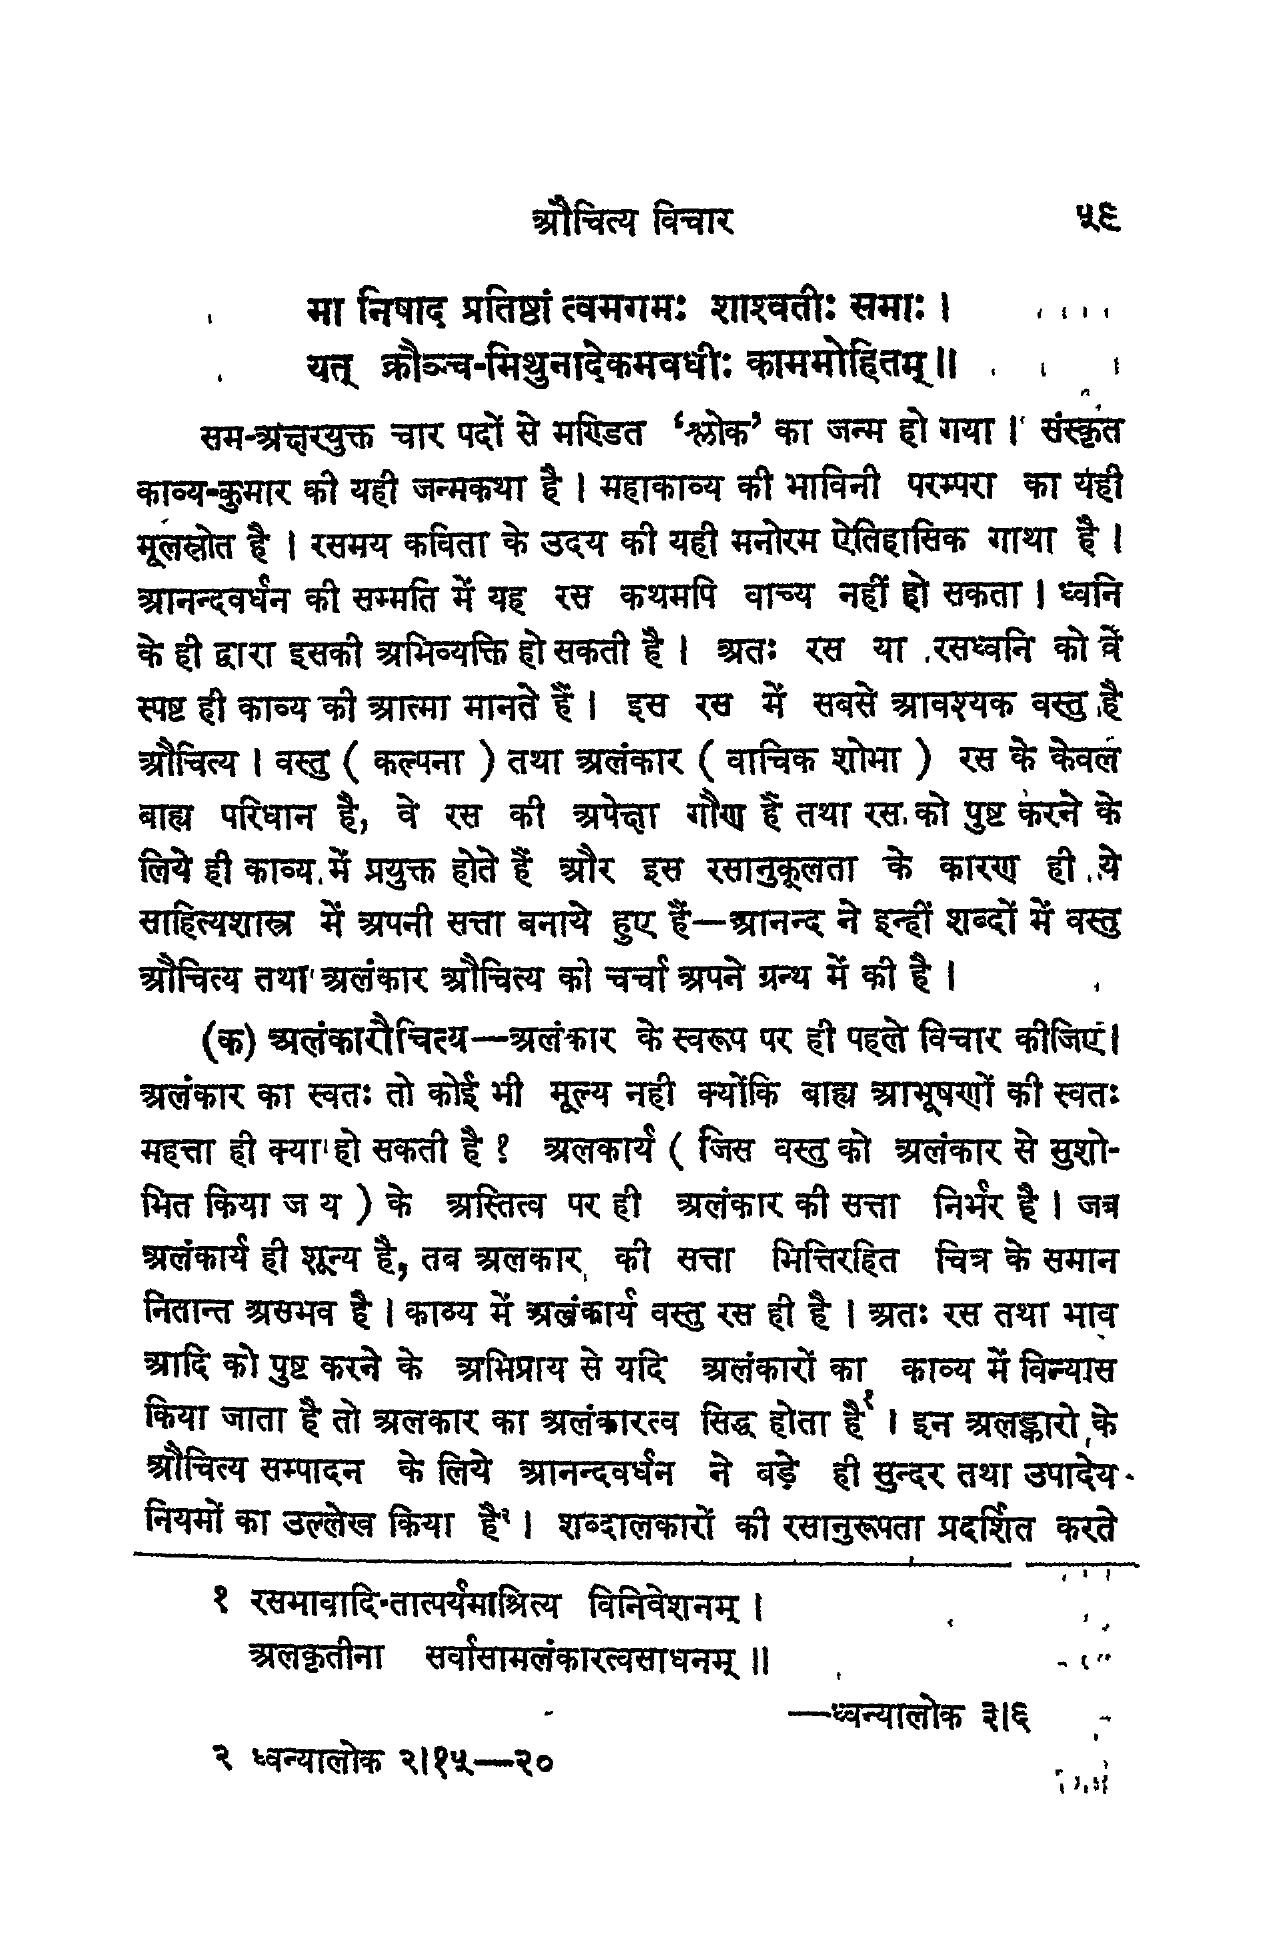 औचित्य विचार ५९
मा निषाद प्रतिष्ठां त्वमगमः शाश्वतीः समाः ।
यत् क्रौञ्च-मिथुनादेकमवधीः काममोहितम् ॥
सम-अक्षरयुक्त चार पदों से मण्डित ‘श्लोक’ का जन्म हो गया । संस्कृत
काव्य-कुमार की यही जन्मकथा है । महाकाव्य की भाविनी परम्परा का यही
मूलस्रोत है । रसमय कविता के उदय की यही मनोरम ऐतिहासिक गाथा है ।
आनन्दवर्धन की सम्मति में यह रस कथमपि वाच्य नहीं हो सकता । ध्वनि
के ही द्वारा इसकी अभिव्यक्ति हो सकती है । अतः रस या रसध्वनि को वें
स्पष्ट ही काव्य की आत्मा मानते हैं । इस रस में सबसे आवश्यक वस्तु है
औचित्य । वस्तु ( कल्पना ) तथा अलंकार ( वाचिक शोभा ) रस के केवल
बाह्य परिधान है, वे रस की अपेक्षा गौण हैं तथा रस को पुष्ट करने के
लिये ही काव्य में प्रयुक्त होते हैं और इस रसानुकूलता के कारण ही ये
साहित्यशास्त्र में अपनी सत्ता बनाये हुए हैं—आनन्द ने इन्हीं शब्दों में वस्तु
औचित्य तथा अलंकार औचित्य को चर्चा अपने ग्रन्थ में की है ।
(क) अलंकारौचित्य—अलंकार के स्वरूप पर ही पहले विचार कीजिएं।
अलंकार का स्वतः तो कोई भी मूल्य नही क्योंकि बाह्य आभूषणों की स्वतः
महत्ता ही क्या हो सकती है ? अलकार्य ( जिस वस्तु को अलंकार से सुशो-
भित किया ज य ) के अस्तित्व पर ही अलंकार की सत्ता निर्भर है । जब
अलंकार्य ही शून्य है, तब अलकार की सत्ता भित्तिरहित चित्र के समान
नितान्त असभव है । काव्य में अलंकार्य वस्तु रस ही है । अतः रस तथा भाव
आदि को पुष्ट करने के अभिप्राय से यदि अलंकारों का काव्य में विन्यास
किया जाता है तो अलकार का अलंकारत्व सिद्ध होता है¹ । इन अलङ्कारो के
औचित्य सम्पादन के लिये आनन्दवर्धन ने बड़े ही सुन्दर तथा उपादेय
नियमों का उल्लेख किया है² । शब्दालकारों की रसानुरूपता प्रदर्शित करते
१ रसभावादि-तात्पर्यमाश्रित्य विनिवेशनम् ।
अलकृतीना सर्वासामलंकारत्वसाधनम् ॥
—ध्वन्यालोक ३।६
२ ध्वन्यालोक २।१५—२०